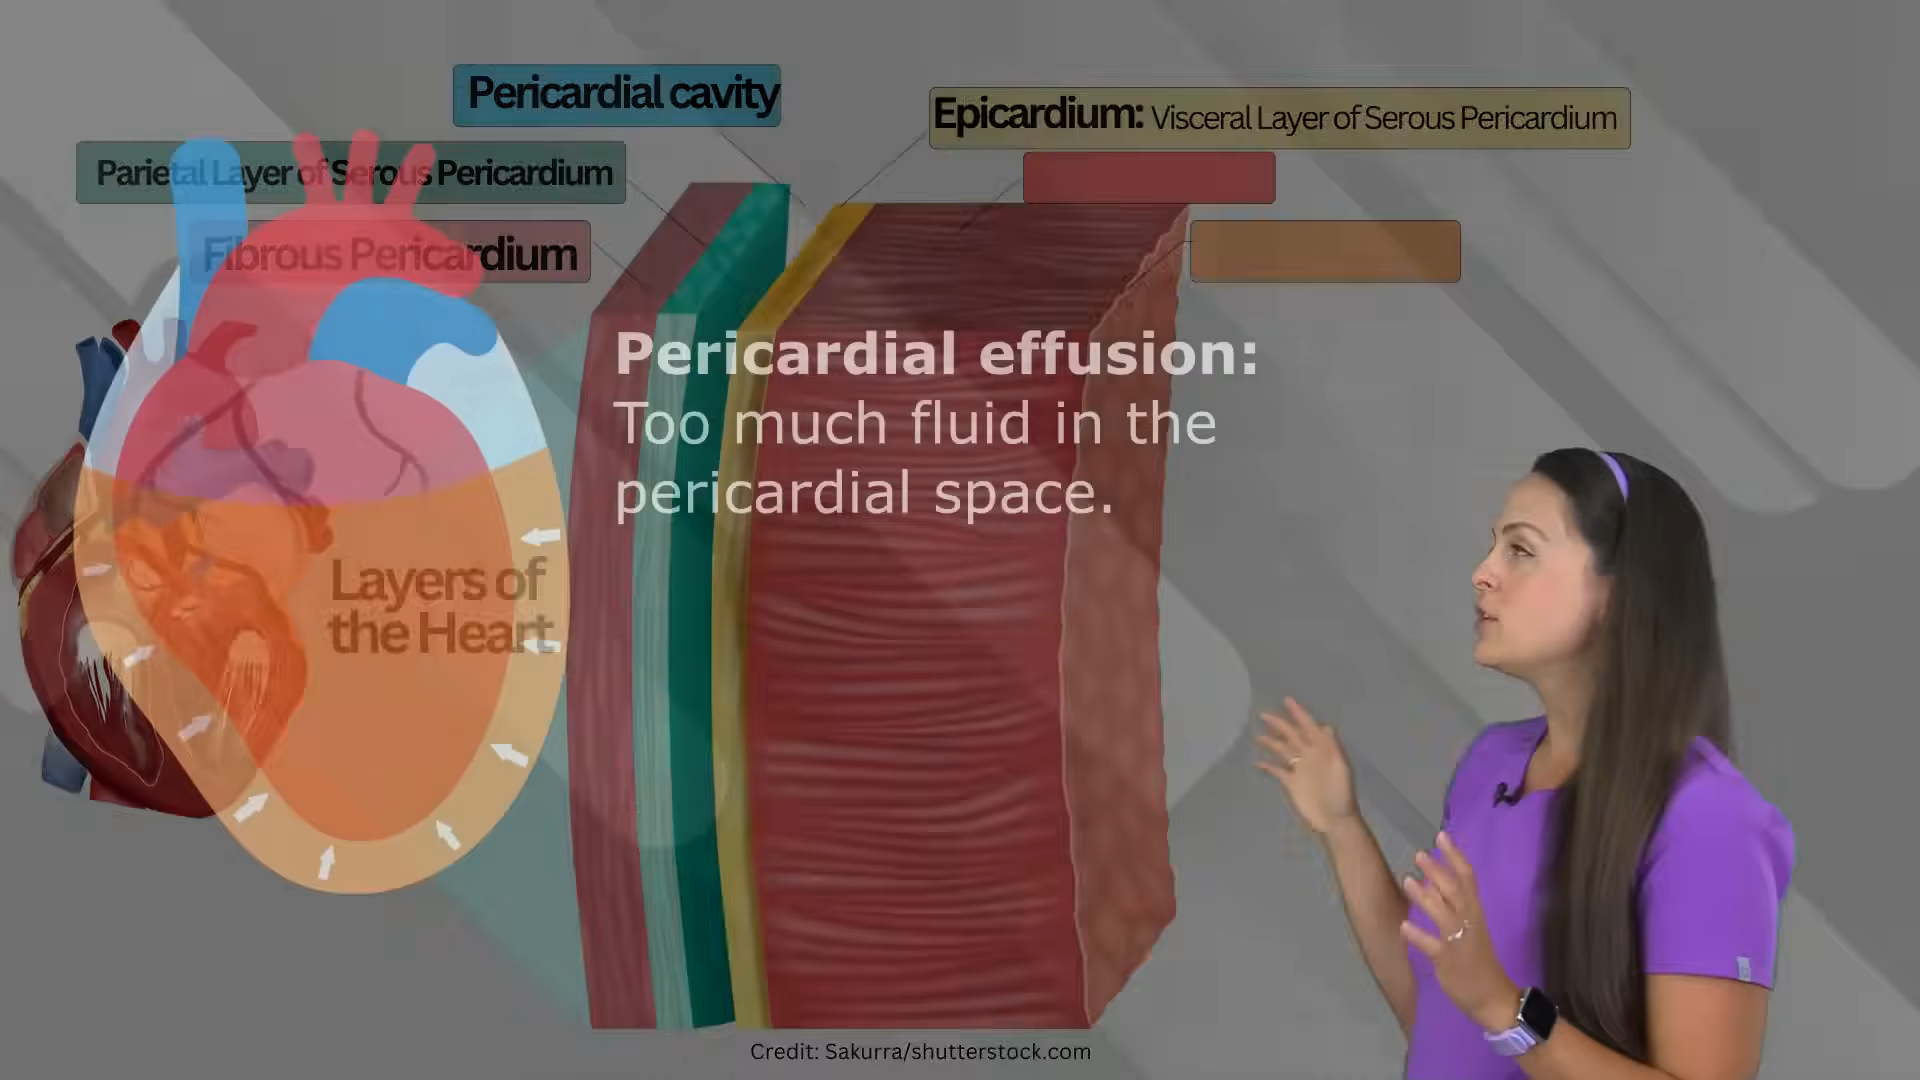 Pericardial cavity
Epicardium: Visceral Layer of Serous Pericardium
Parietal Layer of Serous Pericardium
Fibrous Pericardium
Pericardial effusion:
Too much fluid in the
pericardial space.
Layers of
the Heart
Credit: Sakurra/shutterstock.com